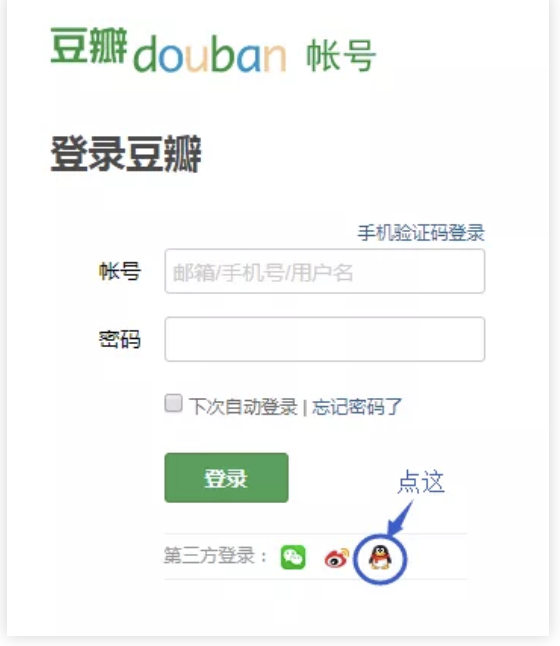 豆瓣douban 帐号
登录豆瓣
手机验证码登录
帐号 邮箱/手机号/用户名
密码
下次自动登录 | 忘记密码了
登录
点这
第三方登录：